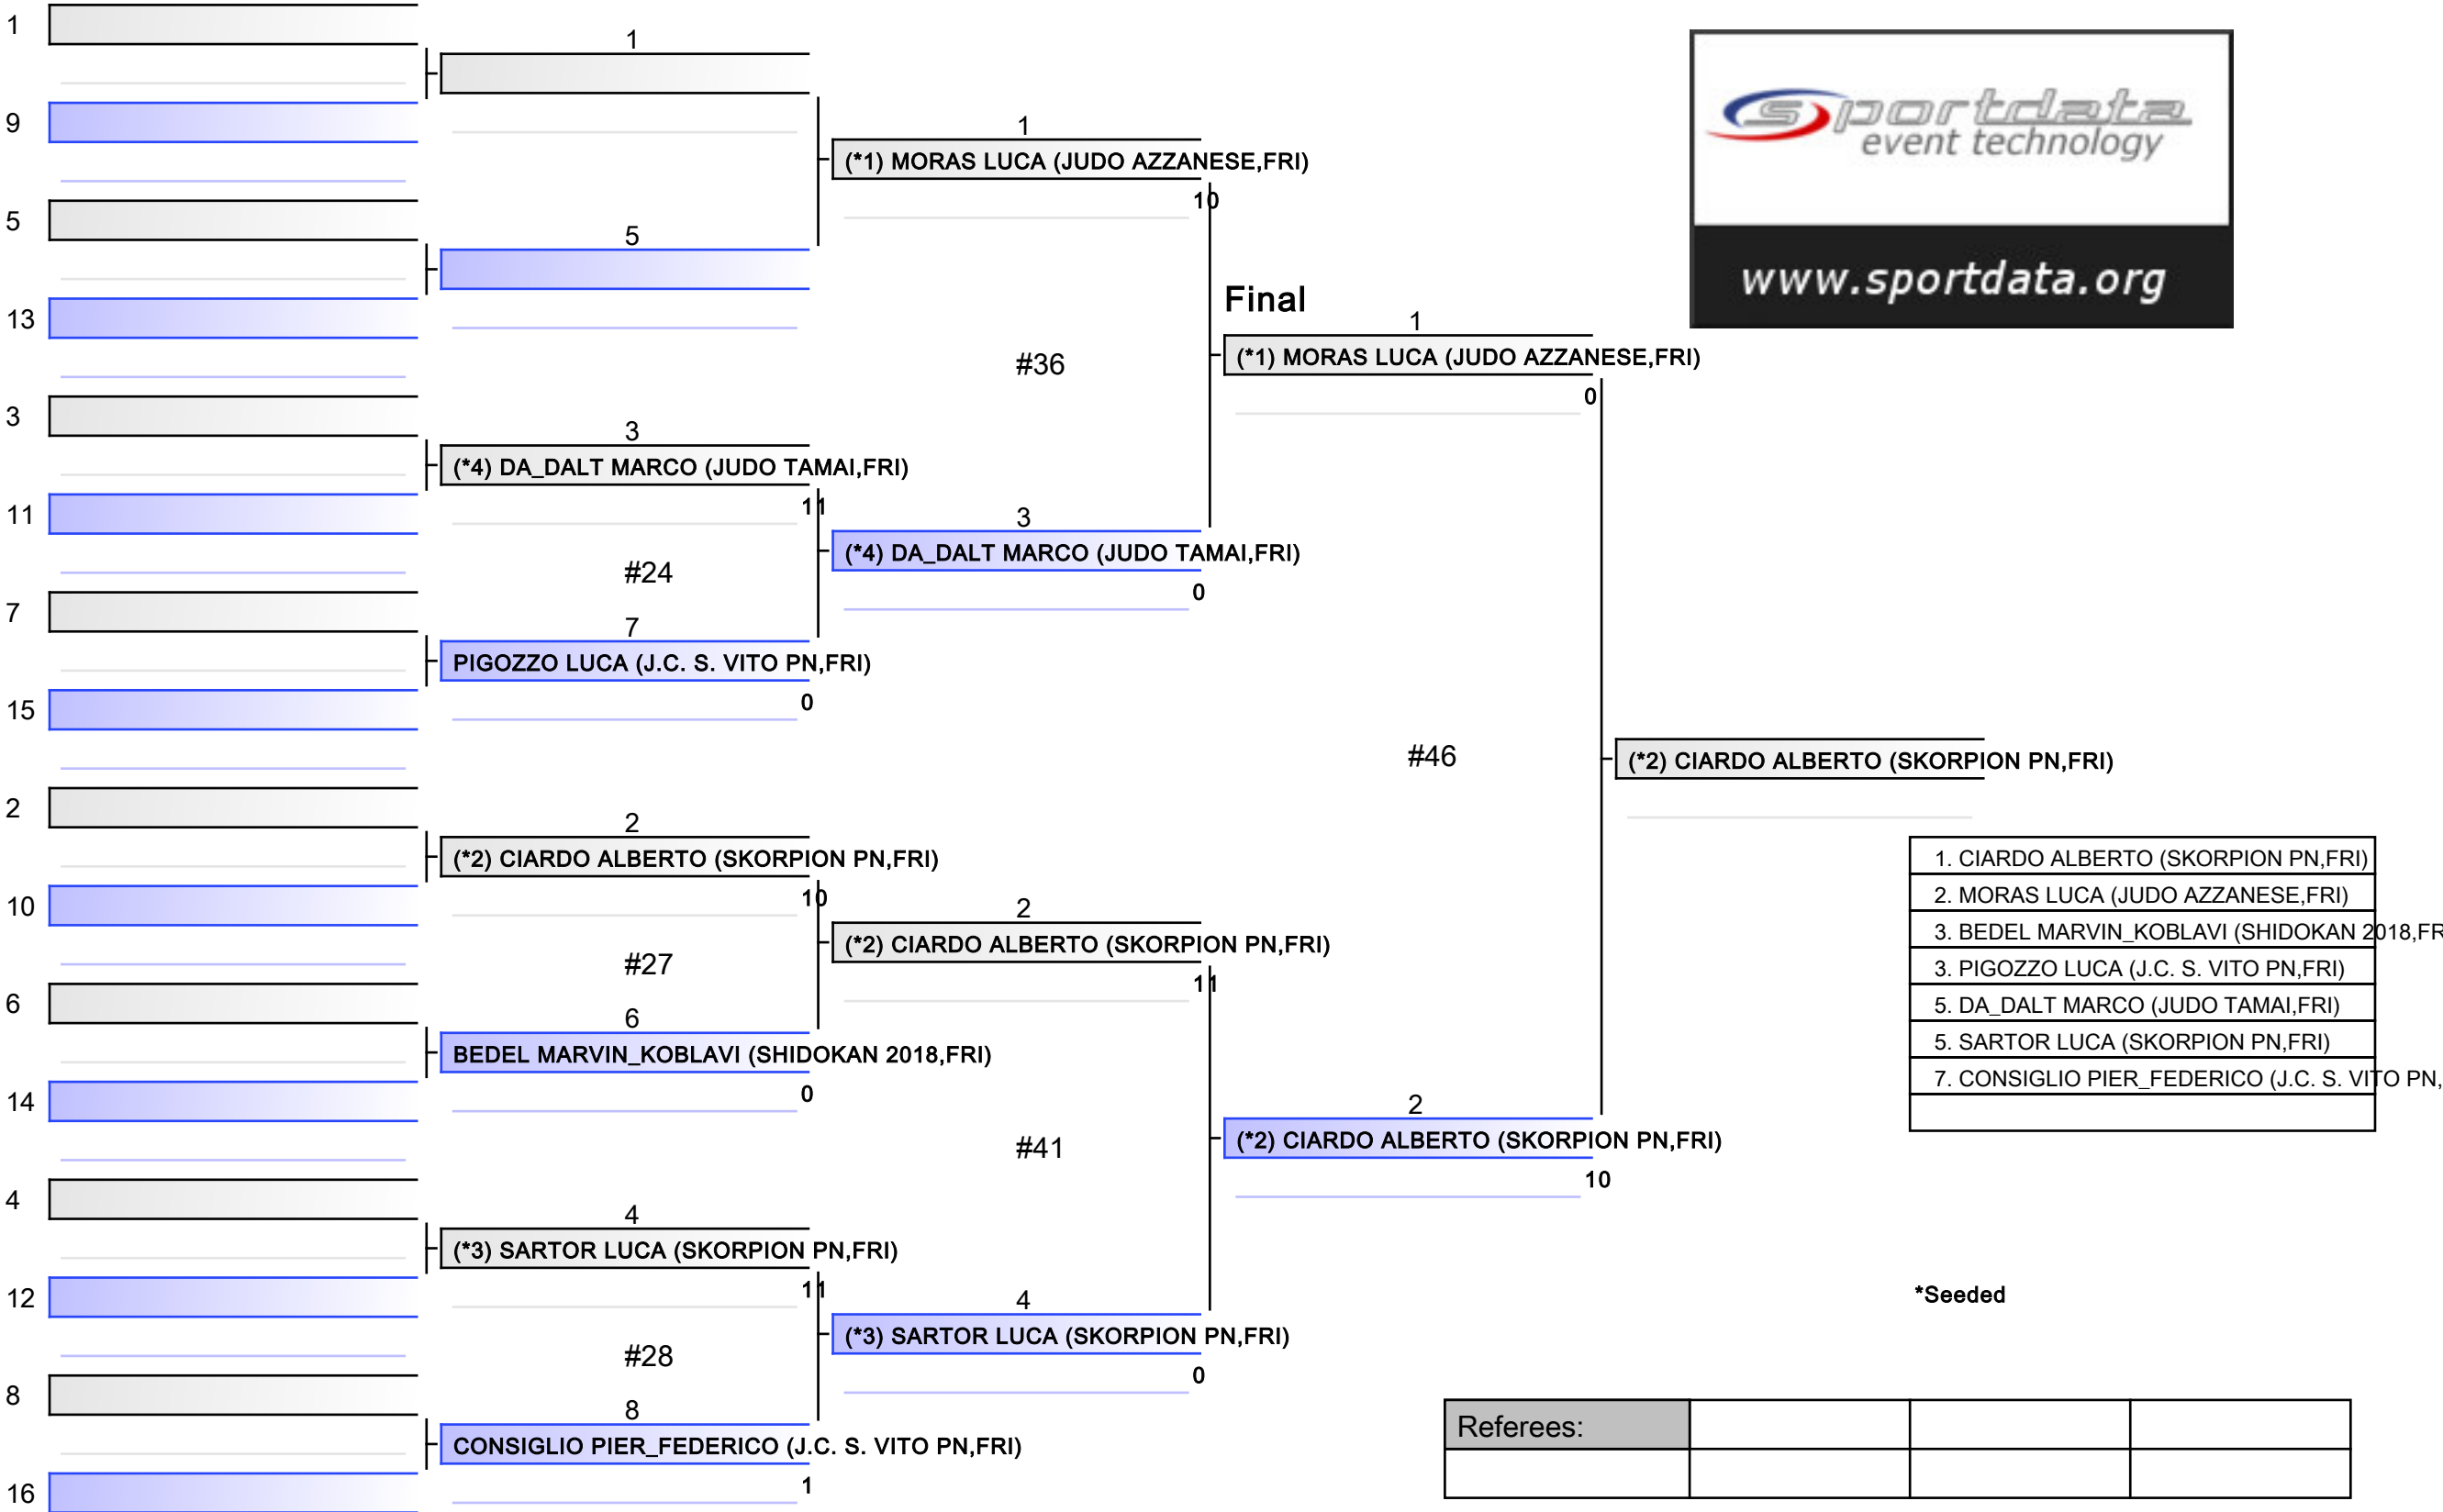 1
9
5
13
3
11
7
15
2
10
6
14
4
12
8
16
1
5
3
(*4) DA_DALT MARCO (JUDO TAMAI,FRI)
11
#24
7
PIGOZZO LUCA (J.C. S. VITO PN,FRI)
0
2
(*2) CIARDO ALBERTO (SKORPION PN,FRI)
10
#27
6
BEDEL MARVIN_KOBLAVI (SHIDOKAN 2018,FRI)
0
4
(*3) SARTOR LUCA (SKORPION PN,FRI)
11
#28
8
CONSIGLIO PIER_FEDERICO (J.C. S. VITO PN,FRI)
1
1
(*1) MORAS LUCA (JUDO AZZANESE,FRI)
10
#36
3
(*4) DA_DALT MARCO (JUDO TAMAI,FRI)
0
2
(*2) CIARDO ALBERTO (SKORPION PN,FRI)
11
#41
4
(*3) SARTOR LUCA (SKORPION PN,FRI)
0
Final
1
(*1) MORAS LUCA (JUDO AZZANESE,FRI)
0
#46
2
(*2) CIARDO ALBERTO (SKORPION PN,FRI)
10
(*2) CIARDO ALBERTO (SKORPION PN,FRI)
sportdata
event technology
www.sportdata.org
1. CIARDO ALBERTO (SKORPION PN,FRI)
2. MORAS LUCA (JUDO AZZANESE,FRI)
3. BEDEL MARVIN_KOBLAVI (SHIDOKAN 2018,FR
3. PIGOZZO LUCA (J.C. S. VITO PN,FRI)
5. DA_DALT MARCO (JUDO TAMAI,FRI)
5. SARTOR LUCA (SKORPION PN,FRI)
7. CONSIGLIO PIER_FEDERICO (J.C. S. VITO PN,
*Seeded
Referees: